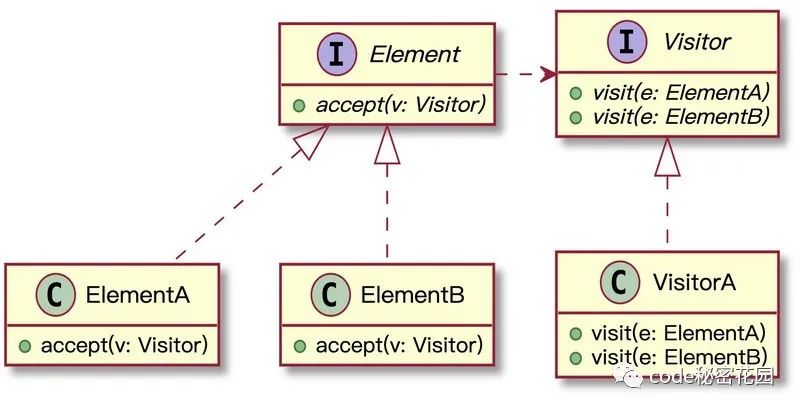 I Element
accept(v: Visitor)
I Visitor
visit(e: ElementA)
visit(e: ElementB)
C ElementA
accept(v: Visitor)
C ElementB
accept(v: Visitor)
C VisitorA
visit(e: ElementA)
visit(e: ElementB)
code秘密花园